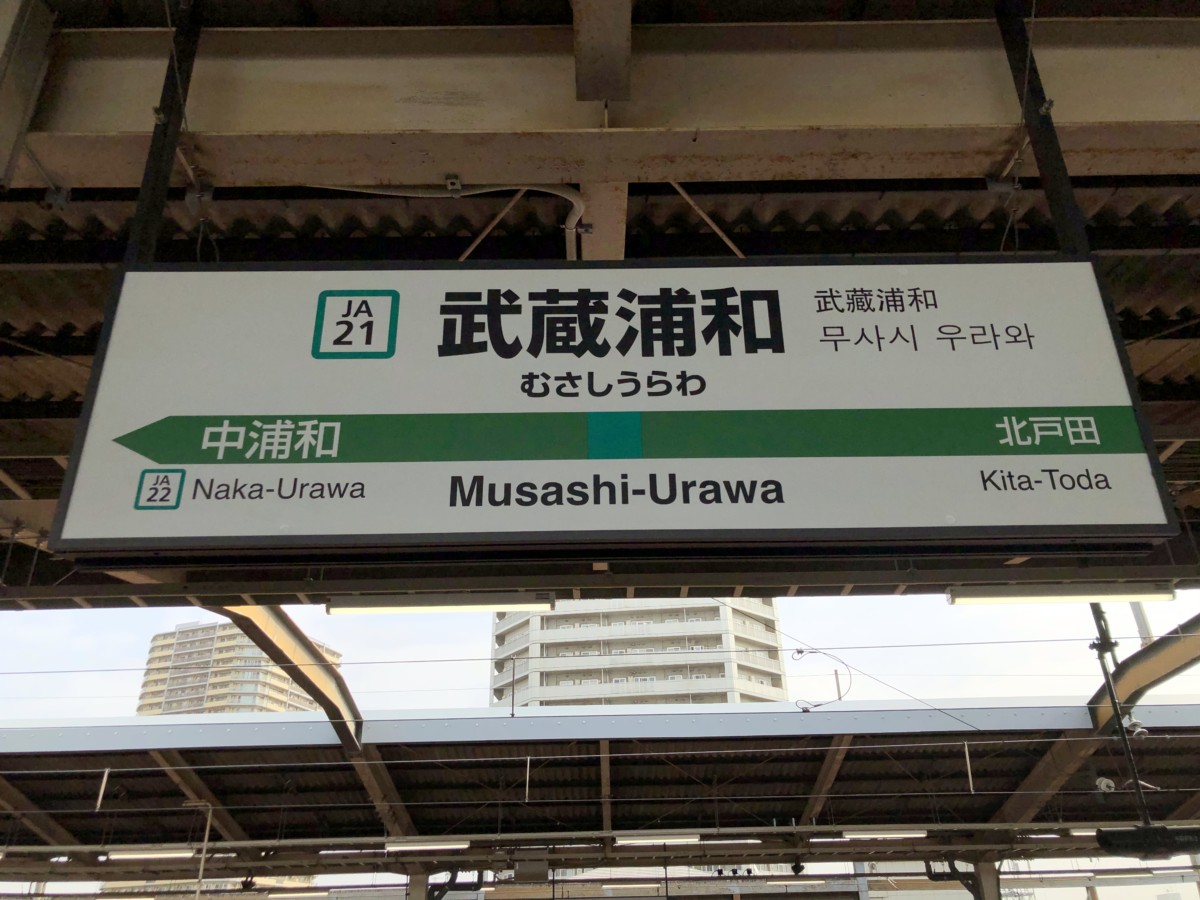 JA
21
武蔵浦和
武藏浦和
무사시 우라와
むさしうらわ
中浦和
北戸田
JA
22
Naka-Urawa
Musashi-Urawa
Kita-Toda